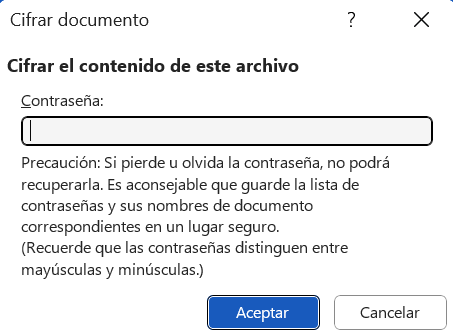 Cifrar documento ?
Cifrar el contenido de este archivo
Contraseña:
Precaución: Si pierde u olvida la contraseña, no podrá
recuperarla. Es aconsejable que guarde la lista de
contraseñas y sus nombres de documento
correspondientes en un lugar seguro.
(Recuerde que las contraseñas distinguen entre
mayúsculas y minúsculas.)
Aceptar Cancelar